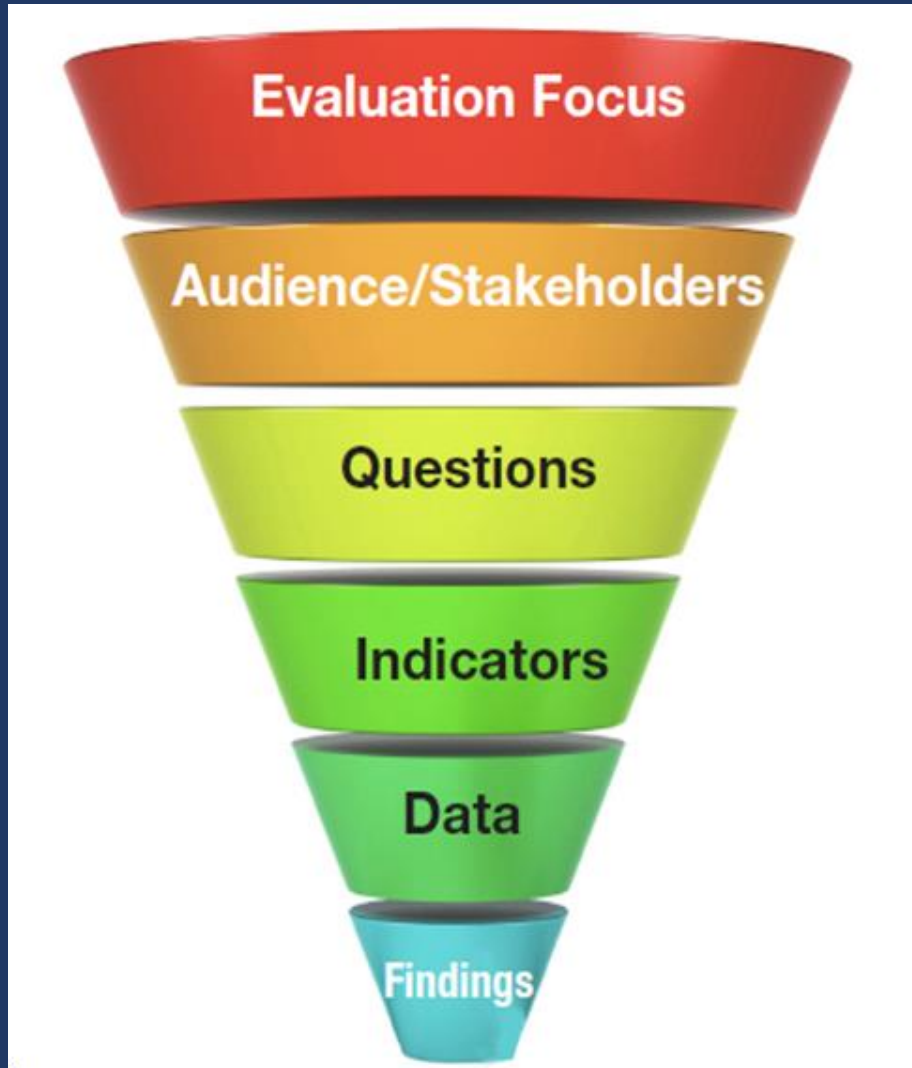 Evaluation Focus
Audience/Stakeholders
Questions
Indicators
Data
Findings